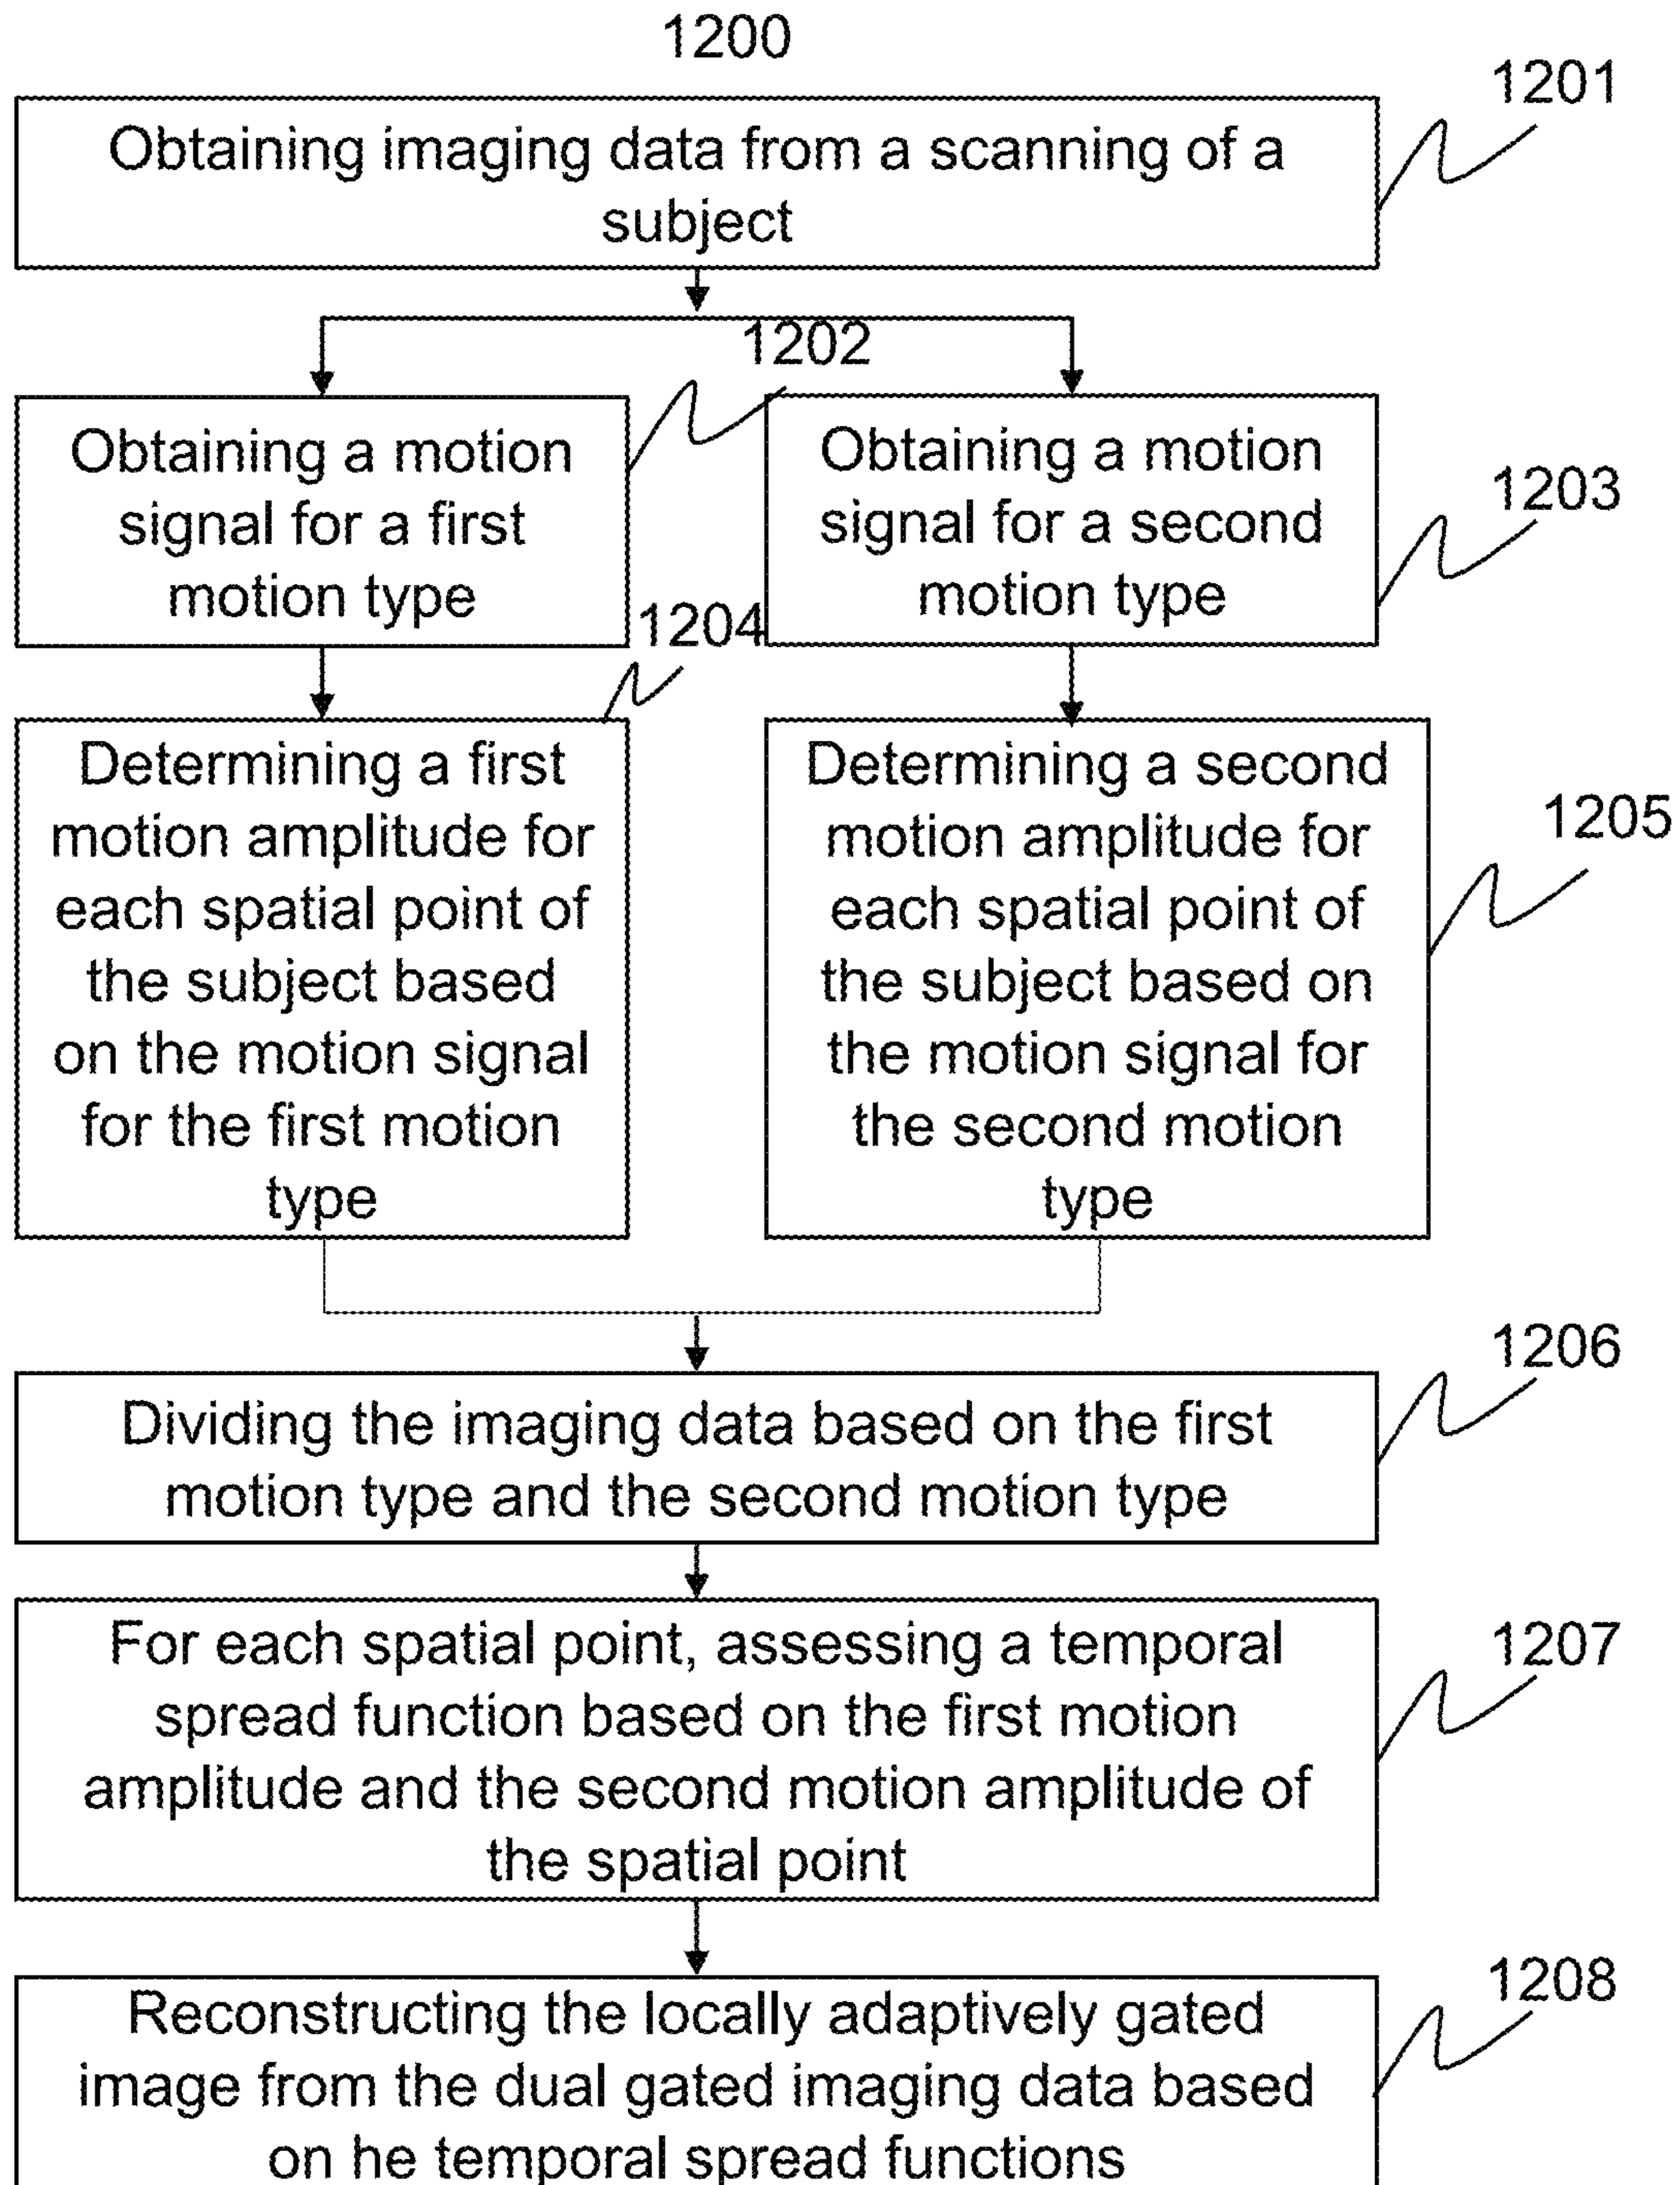 1200
1201
Obtaining imaging data from a scanning of a
subject
1202
Obtaining a motion
signal for a first
motion type
Obtaining a motion
signal for a second
motion type
1203
1204
Determining a first
motion amplitude for
each spatial point of
the subject based
on the motion signal
for the first motion
type
Determining a second
motion amplitude for
each spatial point of
the subject based on
the motion signal for
the second motion
type
1205
1206
Dividing the imaging data based on the first
motion type and the second motion type
1207
For each spatial point, assessing a temporal
spread function based on the first motion
amplitude and the second motion amplitude of
the spatial point
1208
Reconstructing the locally adaptively gated
image from the dual gated imaging data based
on he temporal spread functions